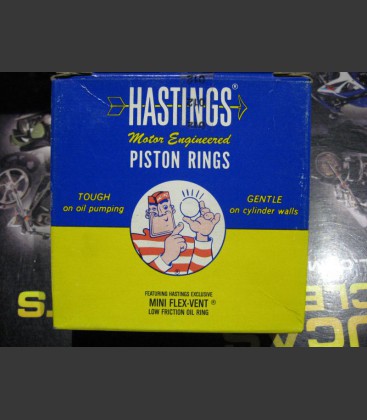 HASTINGS®
Motor Engineered
PISTON RINGS
TOUGH
on oil pumping
GENTLE
on cylinder walls
FEATURING HASTINGS EXCLUSIVE
MINI FLEX-VENT®
LOW FRICTION OIL RING